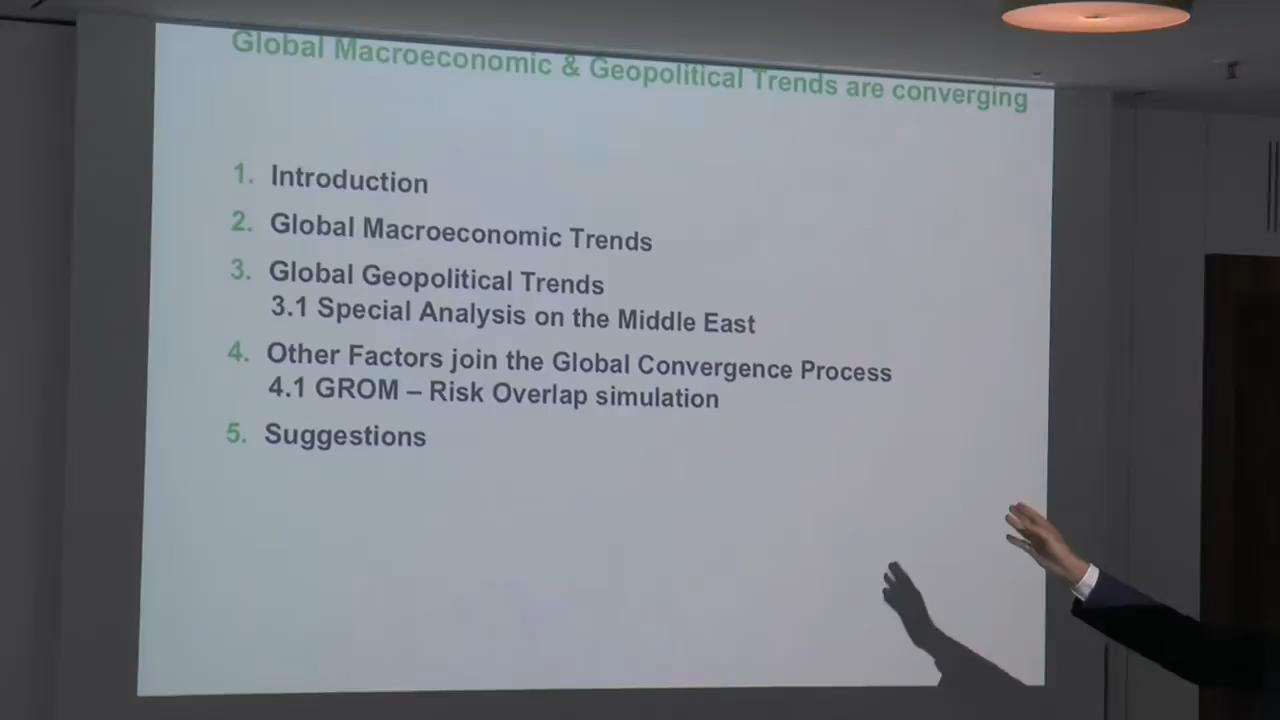 Global Macroeconomic & Geopolitical Trends are converging
1. Introduction
2. Global Macroeconomic Trends
3. Global Geopolitical Trends
3.1 Special Analysis on the Middle East
4. Other Factors join the Global Convergence Process
4.1 GROM – Risk Overlap simulation
5. Suggestions